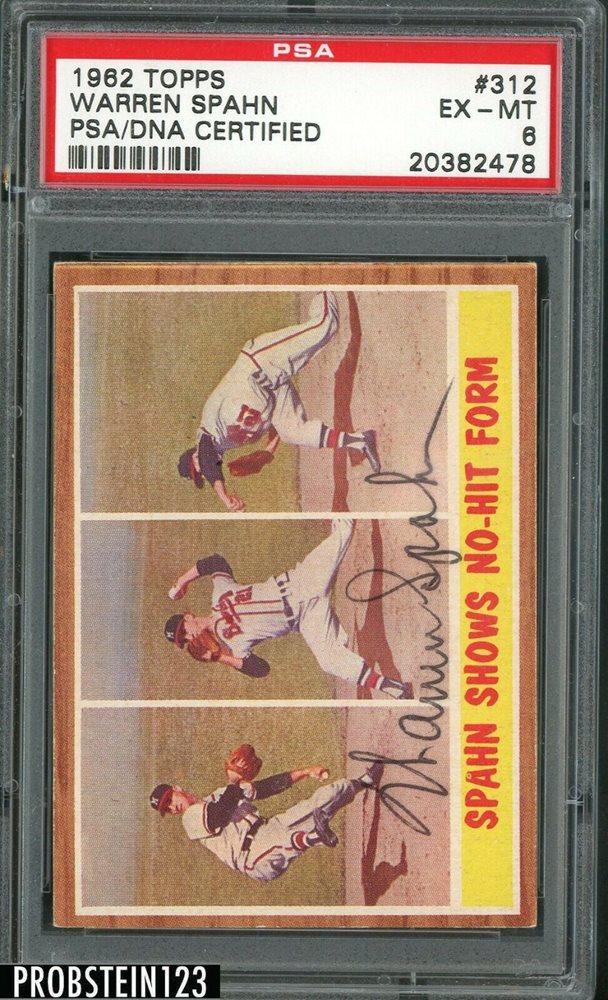 PSA
1962 TOPPS #312
WARREN SPAHN EX - MT
PSA/DNA CERTIFIED 6
20382478
SPAHN SHOWS NO-HIT FORM
Warren Spahn
PROBSTEIN123